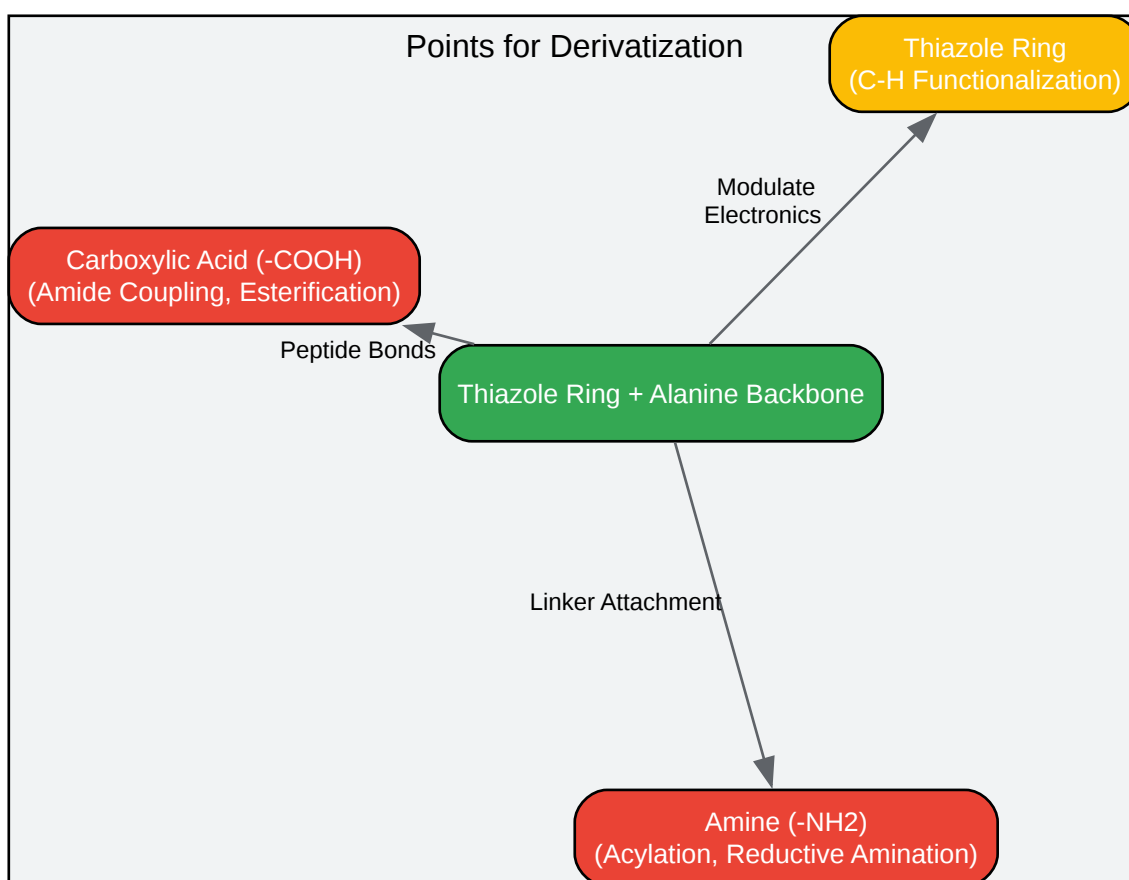 Points for Derivatization
Thiazole Ring
(C-H Functionalization)
Modulate
Electronics
Carboxylic Acid (-COOH)
(Amide Coupling, Esterification)
Peptide Bonds
Thiazole Ring + Alanine Backbone
Linker Attachment
Amine (-NH2)
(Acylation, Reductive Amination)